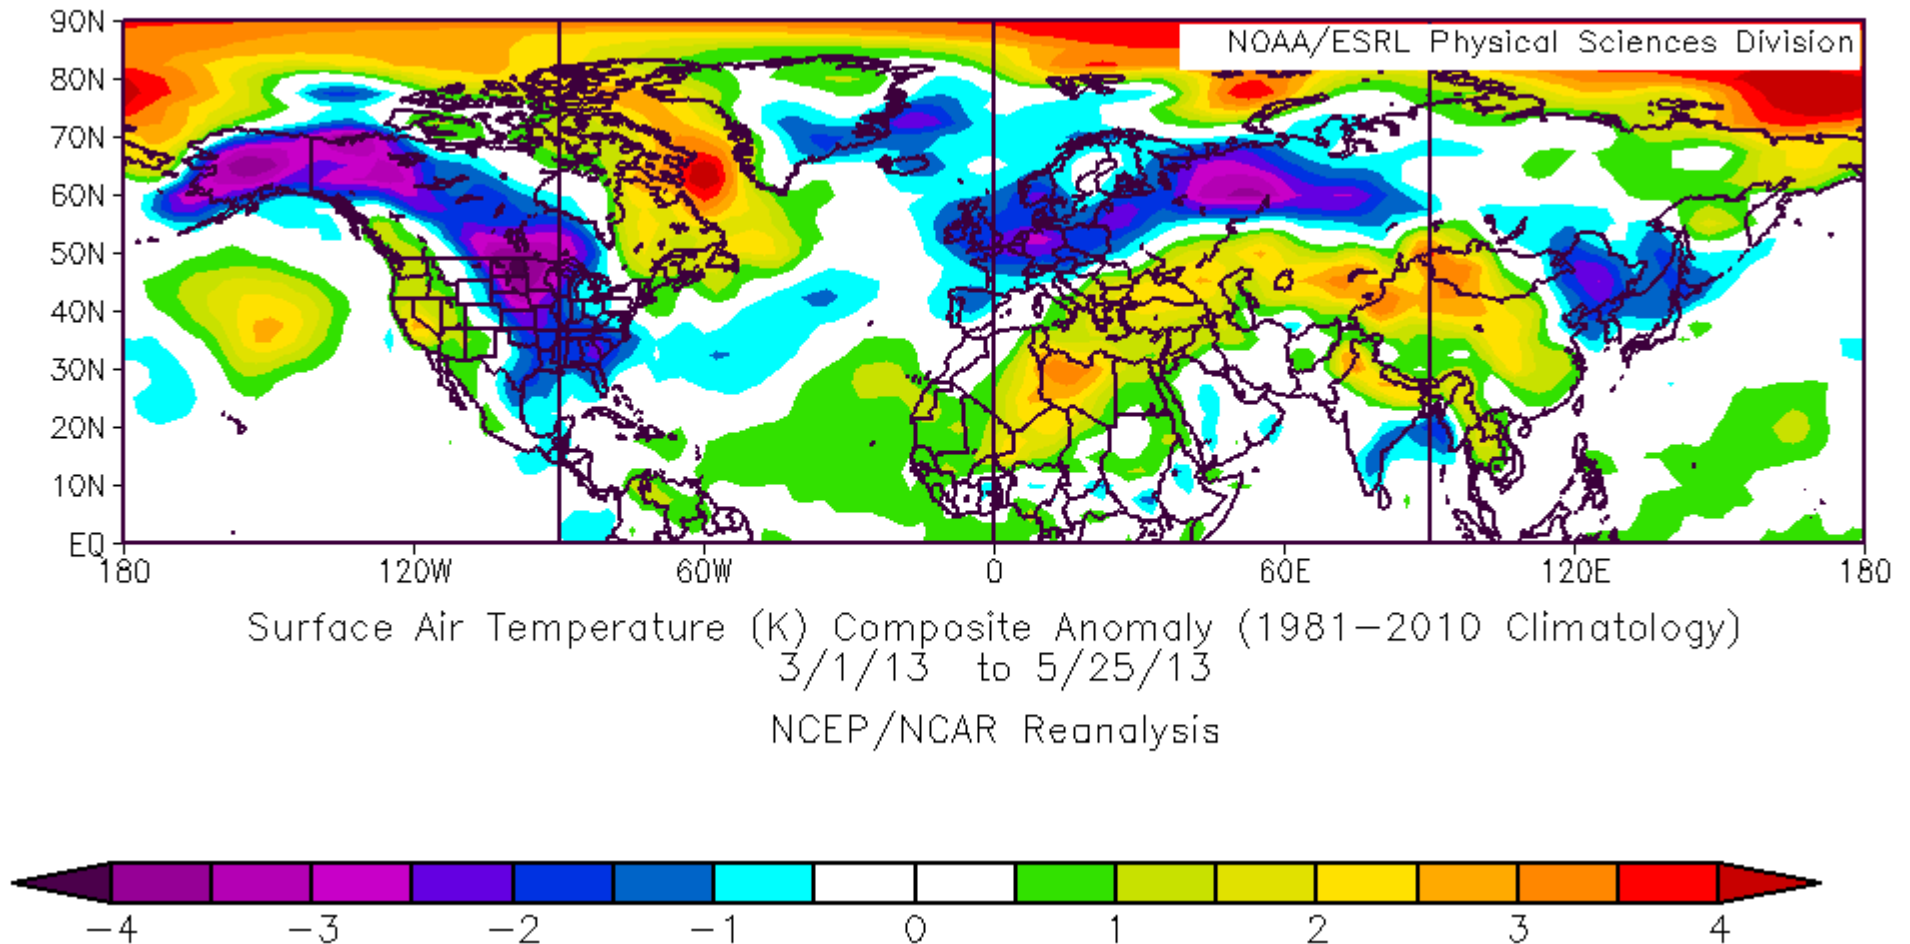 NOAA/ESRL Physical Sciences Division
90N
80N
70N
60N
50N
40N
30N
20N
10N
EQ
180 120W 60W 0 60E 120E 180
Surface Air Temperature (K) Composite Anomaly (1981-2010 Climatology)
3/1/13 to 5/25/13
NCEP/NCAR Reanalysis
-4 -3 -2 -1 0 1 2 3 4